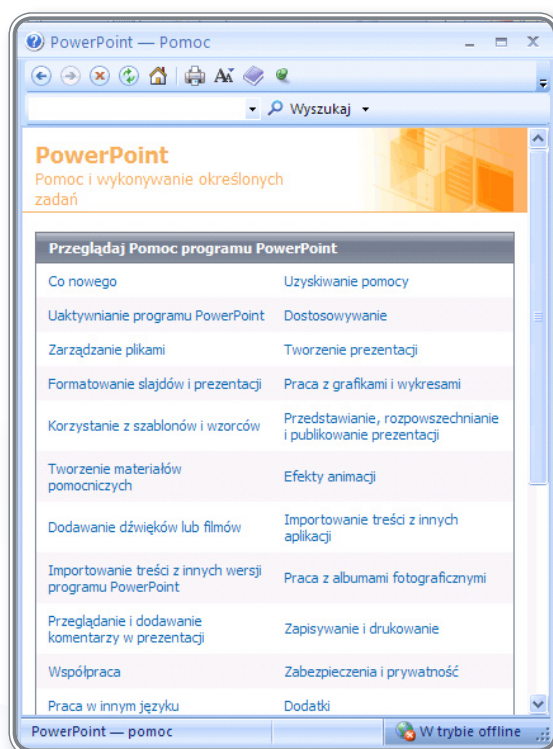 PowerPoint — Pomoc
Wyszukaj
PowerPoint
Pomoc i wykonywanie określonych
zadań
Przeglądaj Pomoc programu PowerPoint
Co nowego
Uzyskiwanie pomocy
Uaktywnianie programu PowerPoint
Dostosowywanie
Zarządzanie plikami
Tworzenie prezentacji
Formatowanie slajdów i prezentacji
Praca z grafikami i wykresami
Korzystanie z szablonów i wzorców
Przedstawianie, rozpowszechnianie
i publikowanie prezentacji
Tworzenie materiałów
pomocniczych
Efekty animacji
Dodawanie dźwięków lub filmów
Importowanie treści z innych
aplikacji
Importowanie treści z innych wersji
programu PowerPoint
Praca z albumami fotograficznymi
Przeglądanie i dodawanie
komentarzy w prezentacji
Zapisywanie i drukowanie
Współpraca
Zabezpieczenia i prywatność
Praca w innym języku
Dodatki
PowerPoint — pomoc
W trybie offline